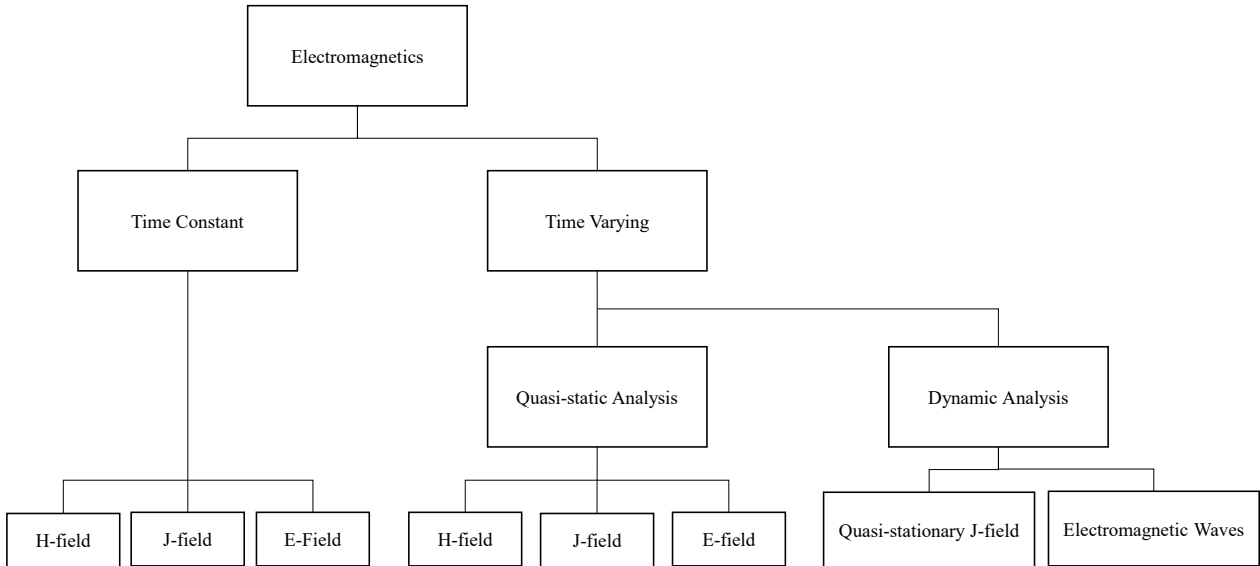 Electromagnetics
Time Constant
Time Varying
Quasi-static Analysis
Dynamic Analysis
H-field
J-field
E-Field
H-field
J-field
E-field
Quasi-stationary J-field
Electromagnetic Waves